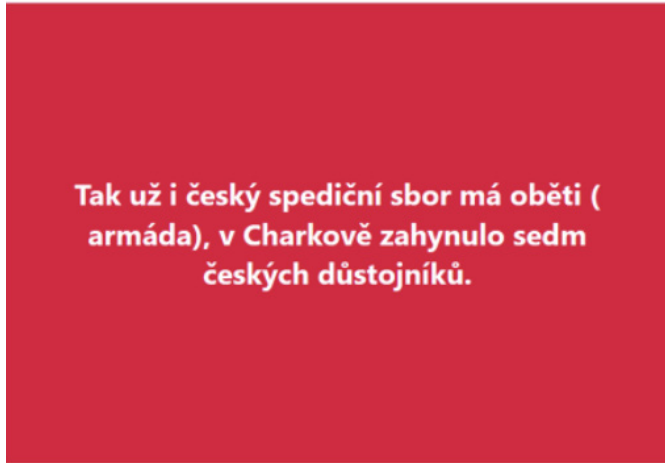 Tak už i český spediční sbor má oběti (
armáda), v Charkově zahynulo sedm
českých důstojníků.